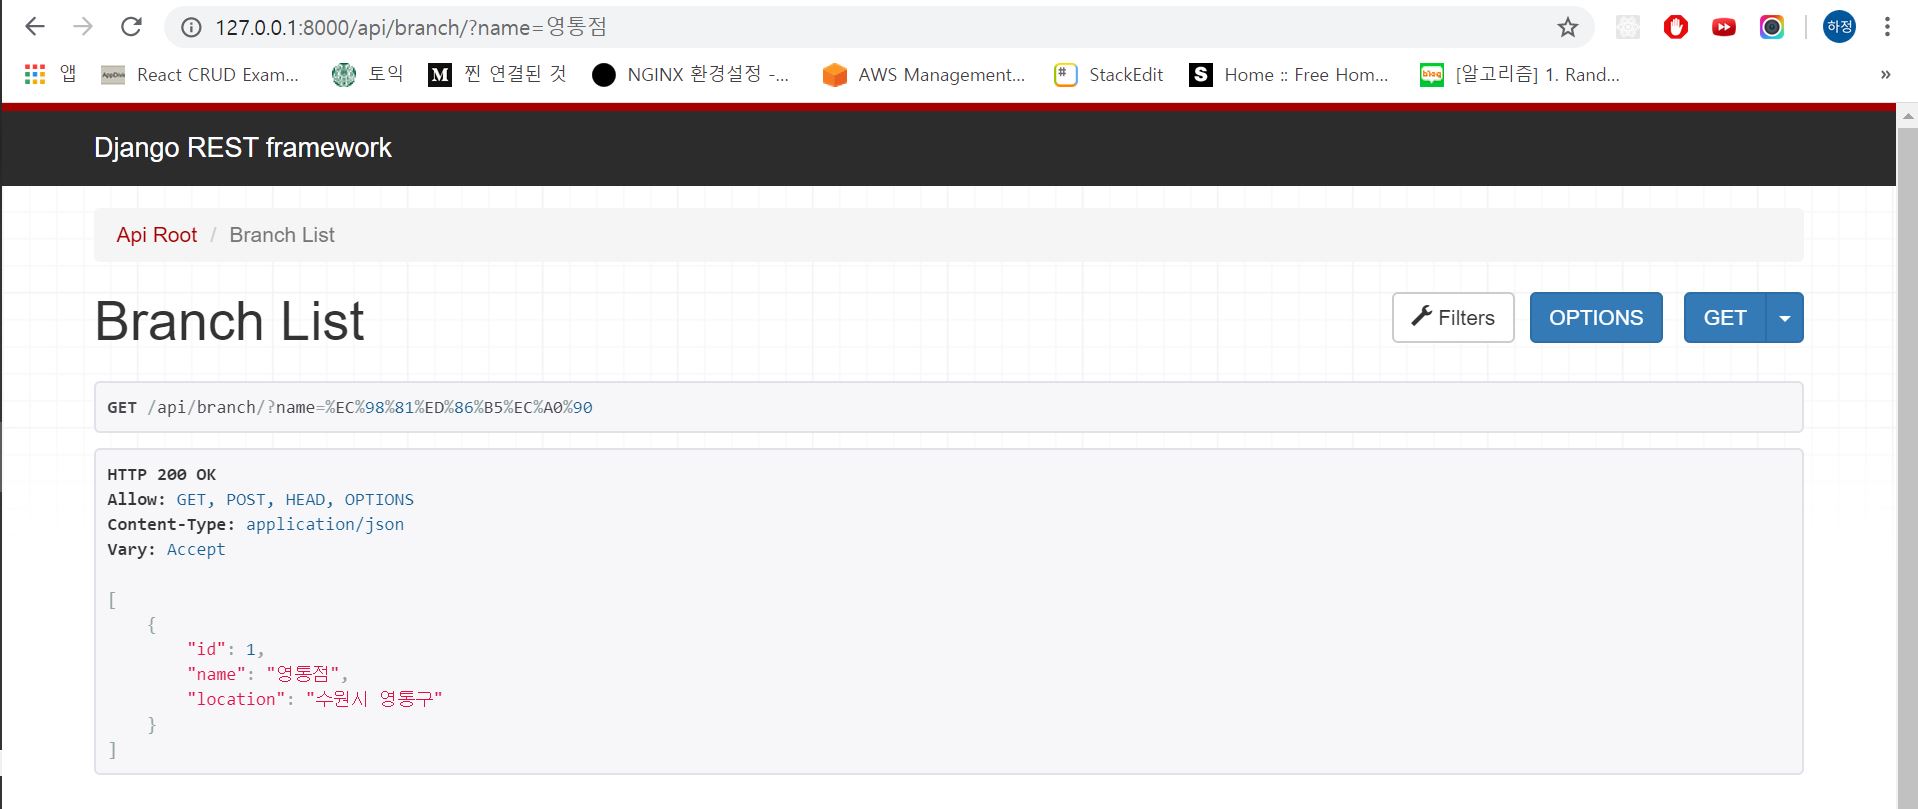 127.0.0.1:8000/api/branch/?name=영통점
하정
앱 React CRUD Exam... 토익 M 찐 연결된 것 NGINX 환경설정 -... AWS Management... # StackEdit S Home :: Free Hom... blog [알고리즘] 1. Rand... »
Django REST framework
Api Root / Branch List
Branch List
Filters OPTIONS GET
GET /api/branch/?name=%EC%98%81%ED%86%B5%EC%A0%90
HTTP 200 OK
Allow: GET, POST, HEAD, OPTIONS
Content-Type: application/json
Vary: Accept
[
{
"id": 1,
"name": "영통점",
"location": "수원시 영통구"
}
]